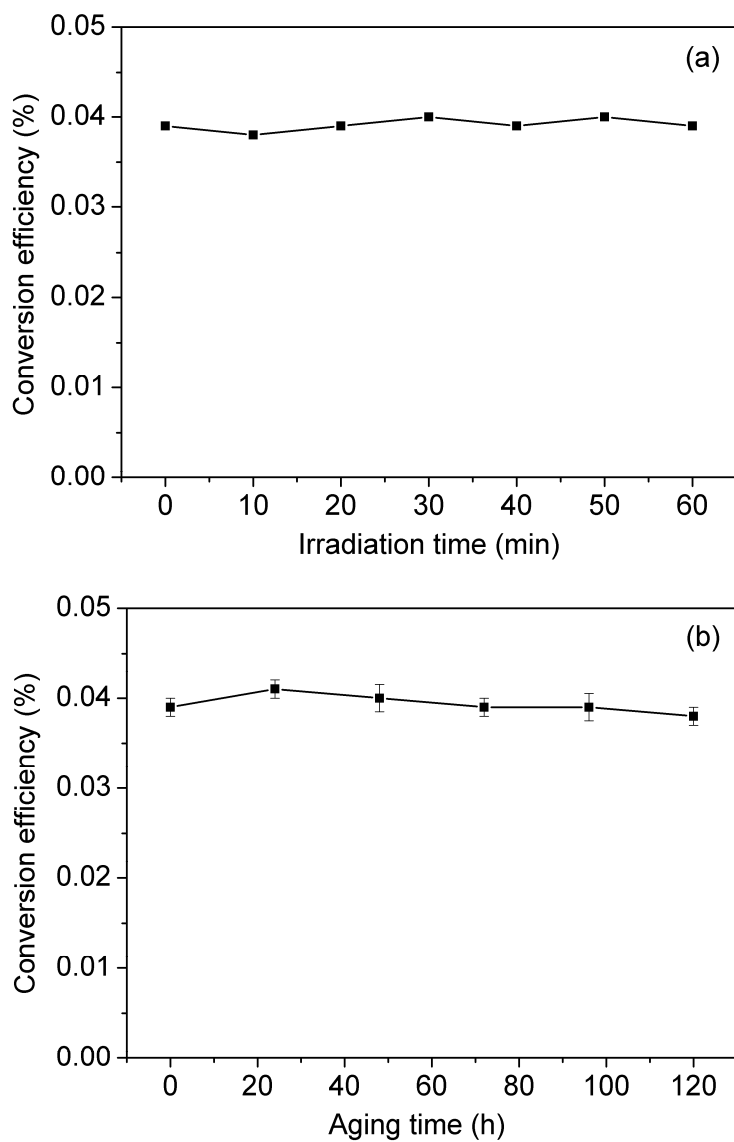 0.05
(a)
0.04
0.03
0.02
0.01
0.00
0 10 20 30 40 50 60
Conversion efficiency (%)
Irradiation time (min)
0.05
(b)
0.04
0.03
0.02
0.01
0.00
0 20 40 60 80 100 120
Conversion efficiency (%)
Aging time (h)